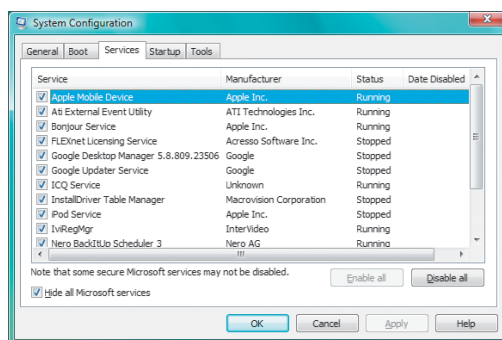 System Configuration
General Boot Services Startup Tools
Service Manufacturer Status Date Disabled
Apple Mobile Device Apple Inc. Running
Ati External Event Utility ATI Technologies Inc. Running
Bonjour Service Apple Inc. Running
FLEXnet Licensing Service Acresso Software Inc. Stopped
Google Desktop Manager 5.8.809.23506 Google Stopped
Google Updater Service Google Stopped
ICQ Service Unknown Running
InstallDriver Table Manager Macrovision Corporation Stopped
iPod Service Apple Inc. Stopped
IviRegMgr InterVideo Running
Nero BackItUp Scheduler 3 Nero AG Running
Note that some secure Microsoft services may not be disabled.
Enable all Disable all
Hide all Microsoft services
OK Cancel Apply Help